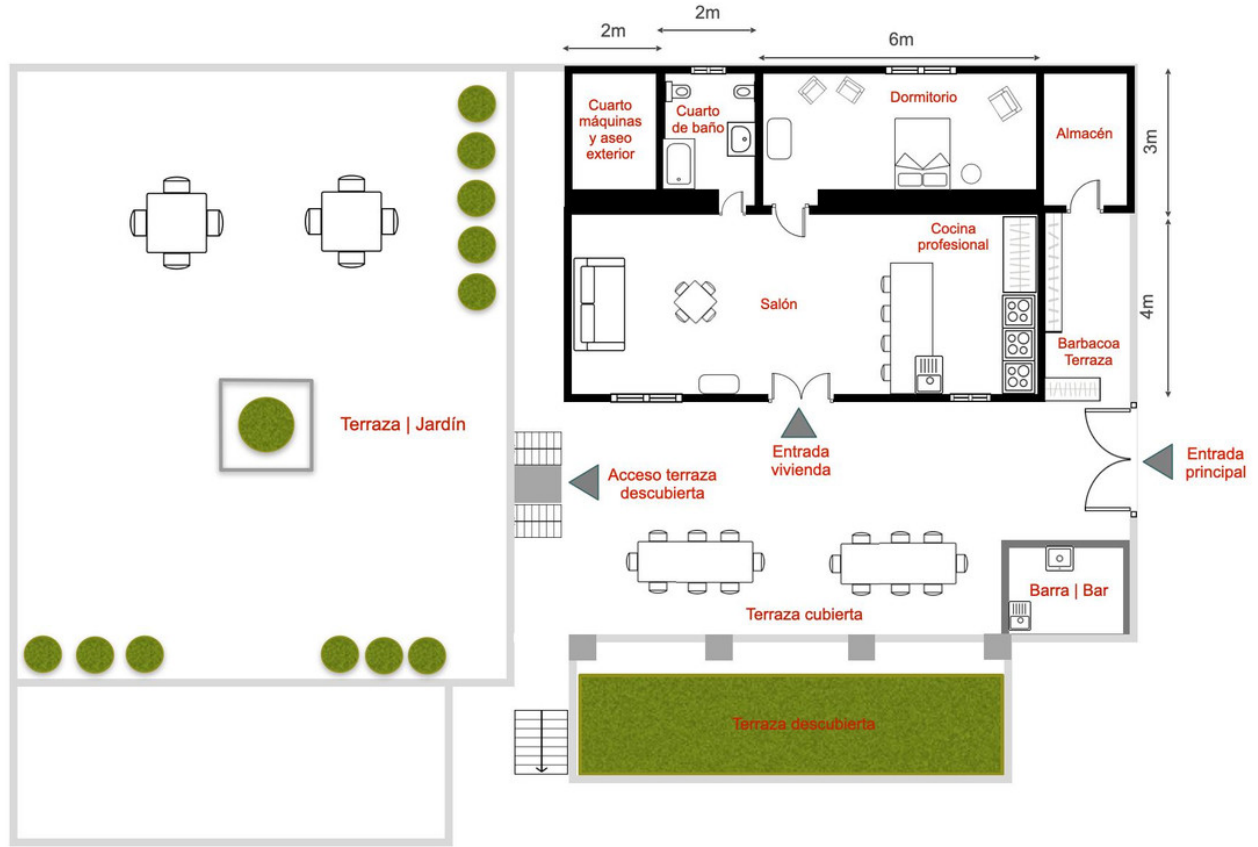 2m
2m
6m
Cuarto
máquinas
y aseo
exterior
Cuarto
de baño
Dormitorio
Almacén
3m
Cocina
profesional
Salón
4m
Barbacoa
Terraza
Terraza | Jardín
Entrada
vivienda
Entrada
principal
Acceso terraza
descubierta
Barra | Bar
Terraza cubierta
Terraza descubierta